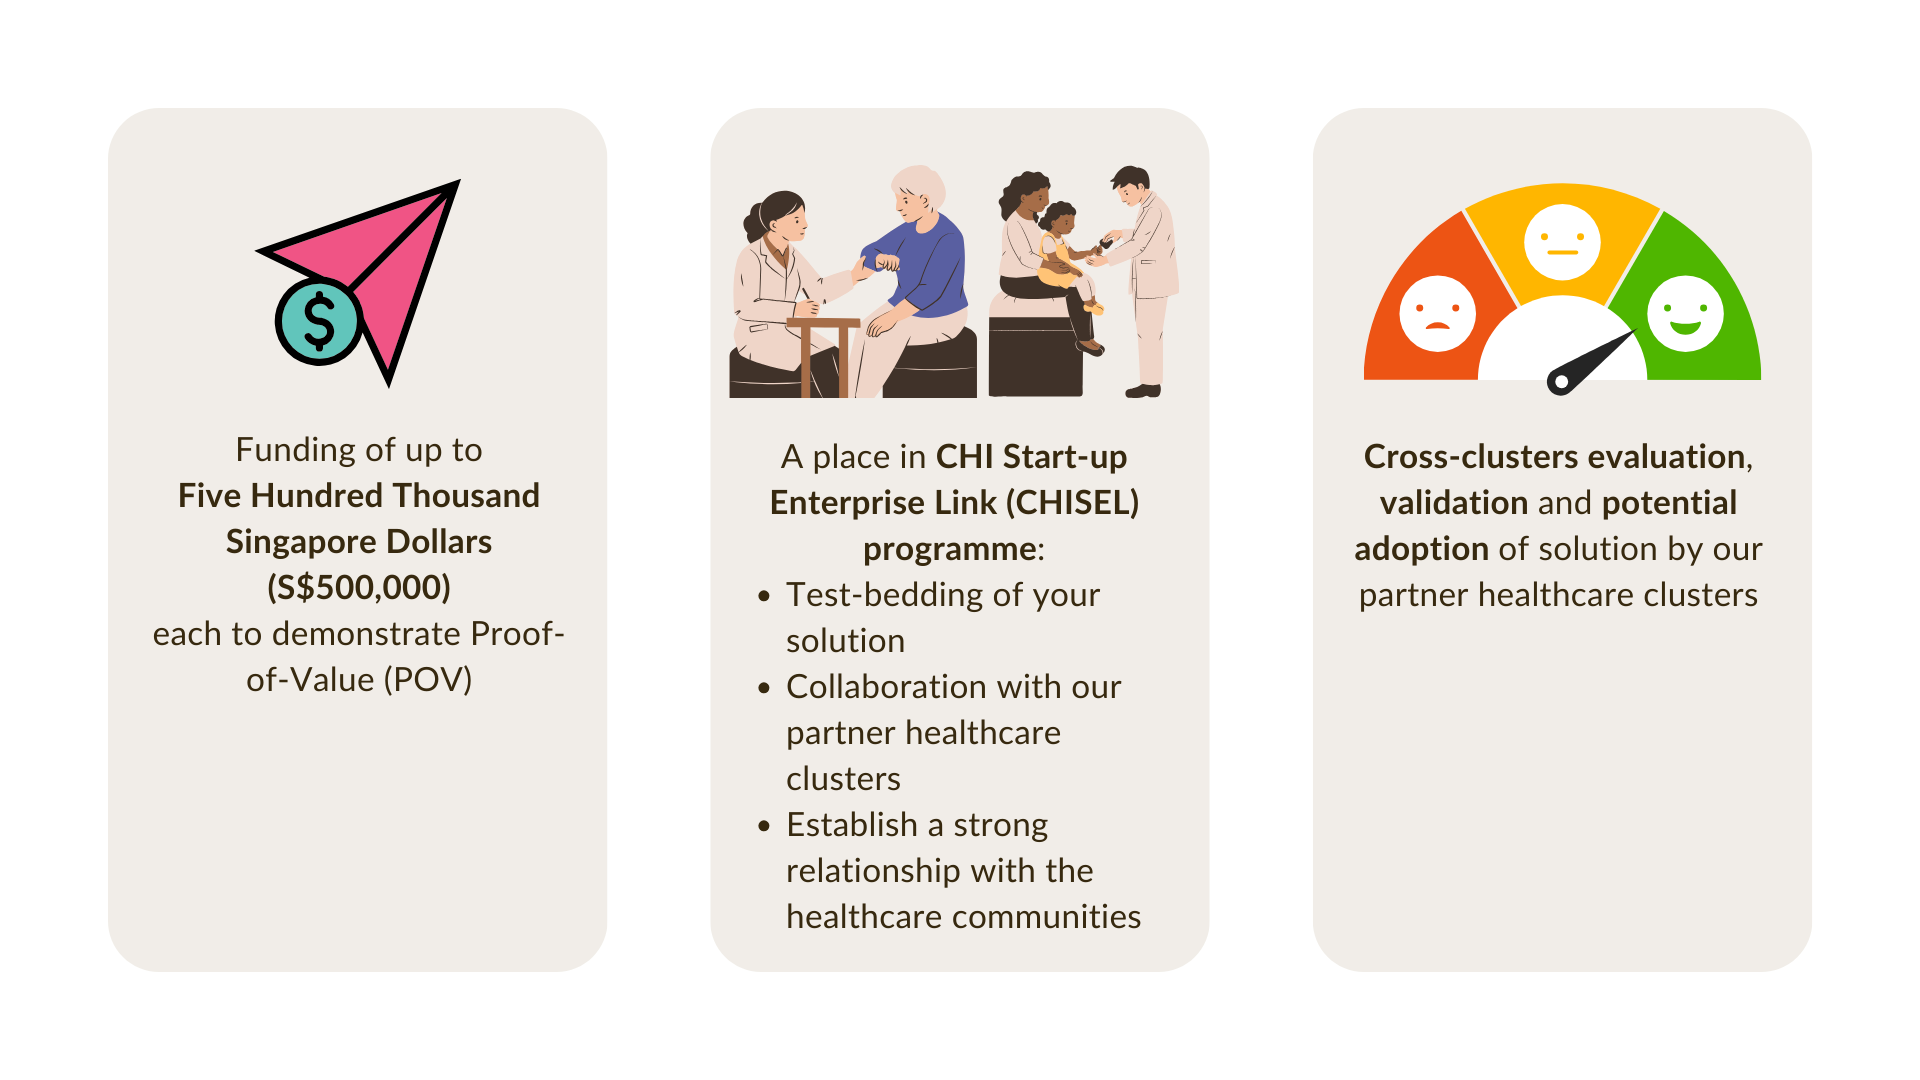 $
Funding of up to
Five Hundred Thousand
Singapore Dollars
(S$500,000)
each to demonstrate Proof-
of-Value (POV)
A place in CHI Start-up
Enterprise Link (CHISEL)
programme:
• Test-bedding of your
solution
• Collaboration with our
partner healthcare
clusters
• Establish a strong
relationship with the
healthcare communities
Cross-clusters evaluation,
validation and potential
adoption of solution by our
partner healthcare clusters